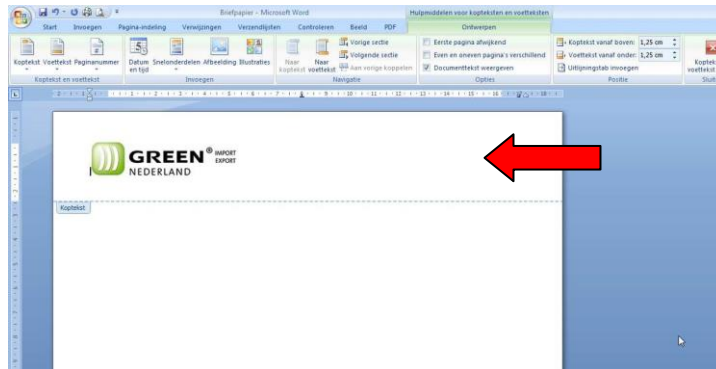 Briefpapier - Microsoft Word
Hulpmiddelen voor kopteksten en voetteksten
Start Invoegen Pagina-indeling Verwijzingen Verzendlijsten Controleren Beeld PDF Ontwerpen
Koptekst Voettekst Paginanummer
Koptekst en voettekst
Datum en tijd Snelonderdelen Afbeelding Illustraties
Invoegen
Naar koptekst Naar voettekst
Vorige sectie
Volgende sectie
Aan vorige koppelen
Navigatie
Eerste pagina afwijkend
Even en oneven pagina's verschillend
Documenttekst weergeven
Opties
Koptekst vanaf boven: 1,25 cm
Voettekst vanaf onder: 1,25 cm
Uitlijningstab invoegen
Positie
GREEN® IMPORT
EXPORT
NEDERLAND
Koptekst